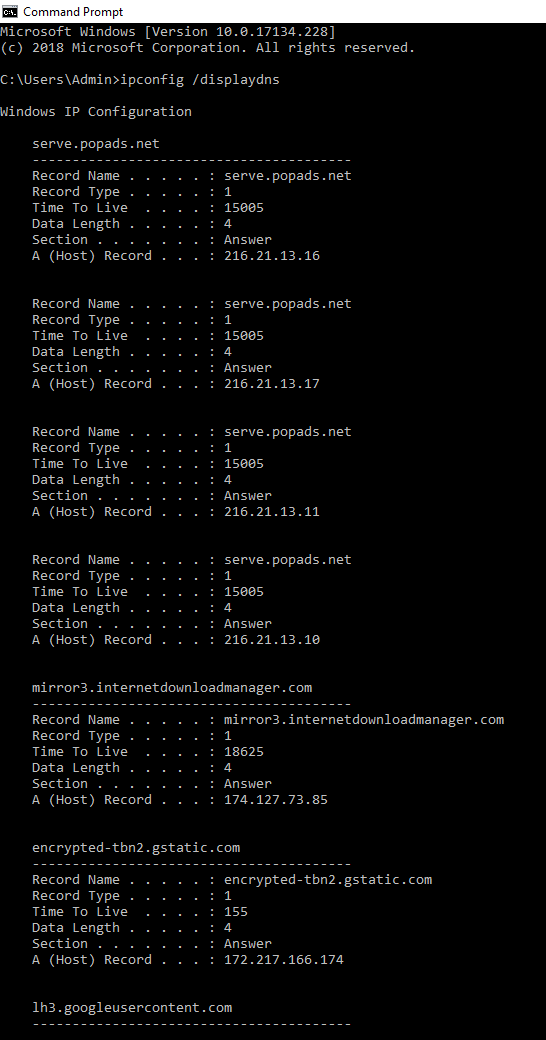 Command Prompt
Microsoft Windows [Version 10.0.17134.228]
(c) 2018 Microsoft Corporation. All rights reserved.
C:\Users\Admin>ipconfig /displaydns
Windows IP Configuration
serve.popads.net
----------------------------------------
Record Name . . . . . : serve.popads.net
Record Type . . . . . : 1
Time To Live  . . . . : 15005
Data Length . . . . . : 4
Section . . . . . . . : Answer
A (Host) Record . . . : 216.21.13.16
Record Name . . . . . : serve.popads.net
Record Type . . . . . : 1
Time To Live  . . . . : 15005
Data Length . . . . . : 4
Section . . . . . . . : Answer
A (Host) Record . . . : 216.21.13.17
Record Name . . . . . : serve.popads.net
Record Type . . . . . : 1
Time To Live  . . . . : 15005
Data Length . . . . . : 4
Section . . . . . . . : Answer
A (Host) Record . . . : 216.21.13.11
Record Name . . . . . : serve.popads.net
Record Type . . . . . : 1
Time To Live  . . . . : 15005
Data Length . . . . . : 4
Section . . . . . . . : Answer
A (Host) Record . . . : 216.21.13.10
mirror3.internetdownloadmanager.com
----------------------------------------
Record Name . . . . . : mirror3.internetdownloadmanager.com
Record Type . . . . . : 1
Time To Live  . . . . : 18625
Data Length . . . . . : 4
Section . . . . . . . : Answer
A (Host) Record . . . : 174.127.73.85
encrypted-tbn2.gstatic.com
----------------------------------------
Record Name . . . . . : encrypted-tbn2.gstatic.com
Record Type . . . . . : 1
Time To Live  . . . . : 155
Data Length . . . . . : 4
Section . . . . . . . : Answer
A (Host) Record . . . : 172.217.166.174
lh3.googleusercontent.com
----------------------------------------